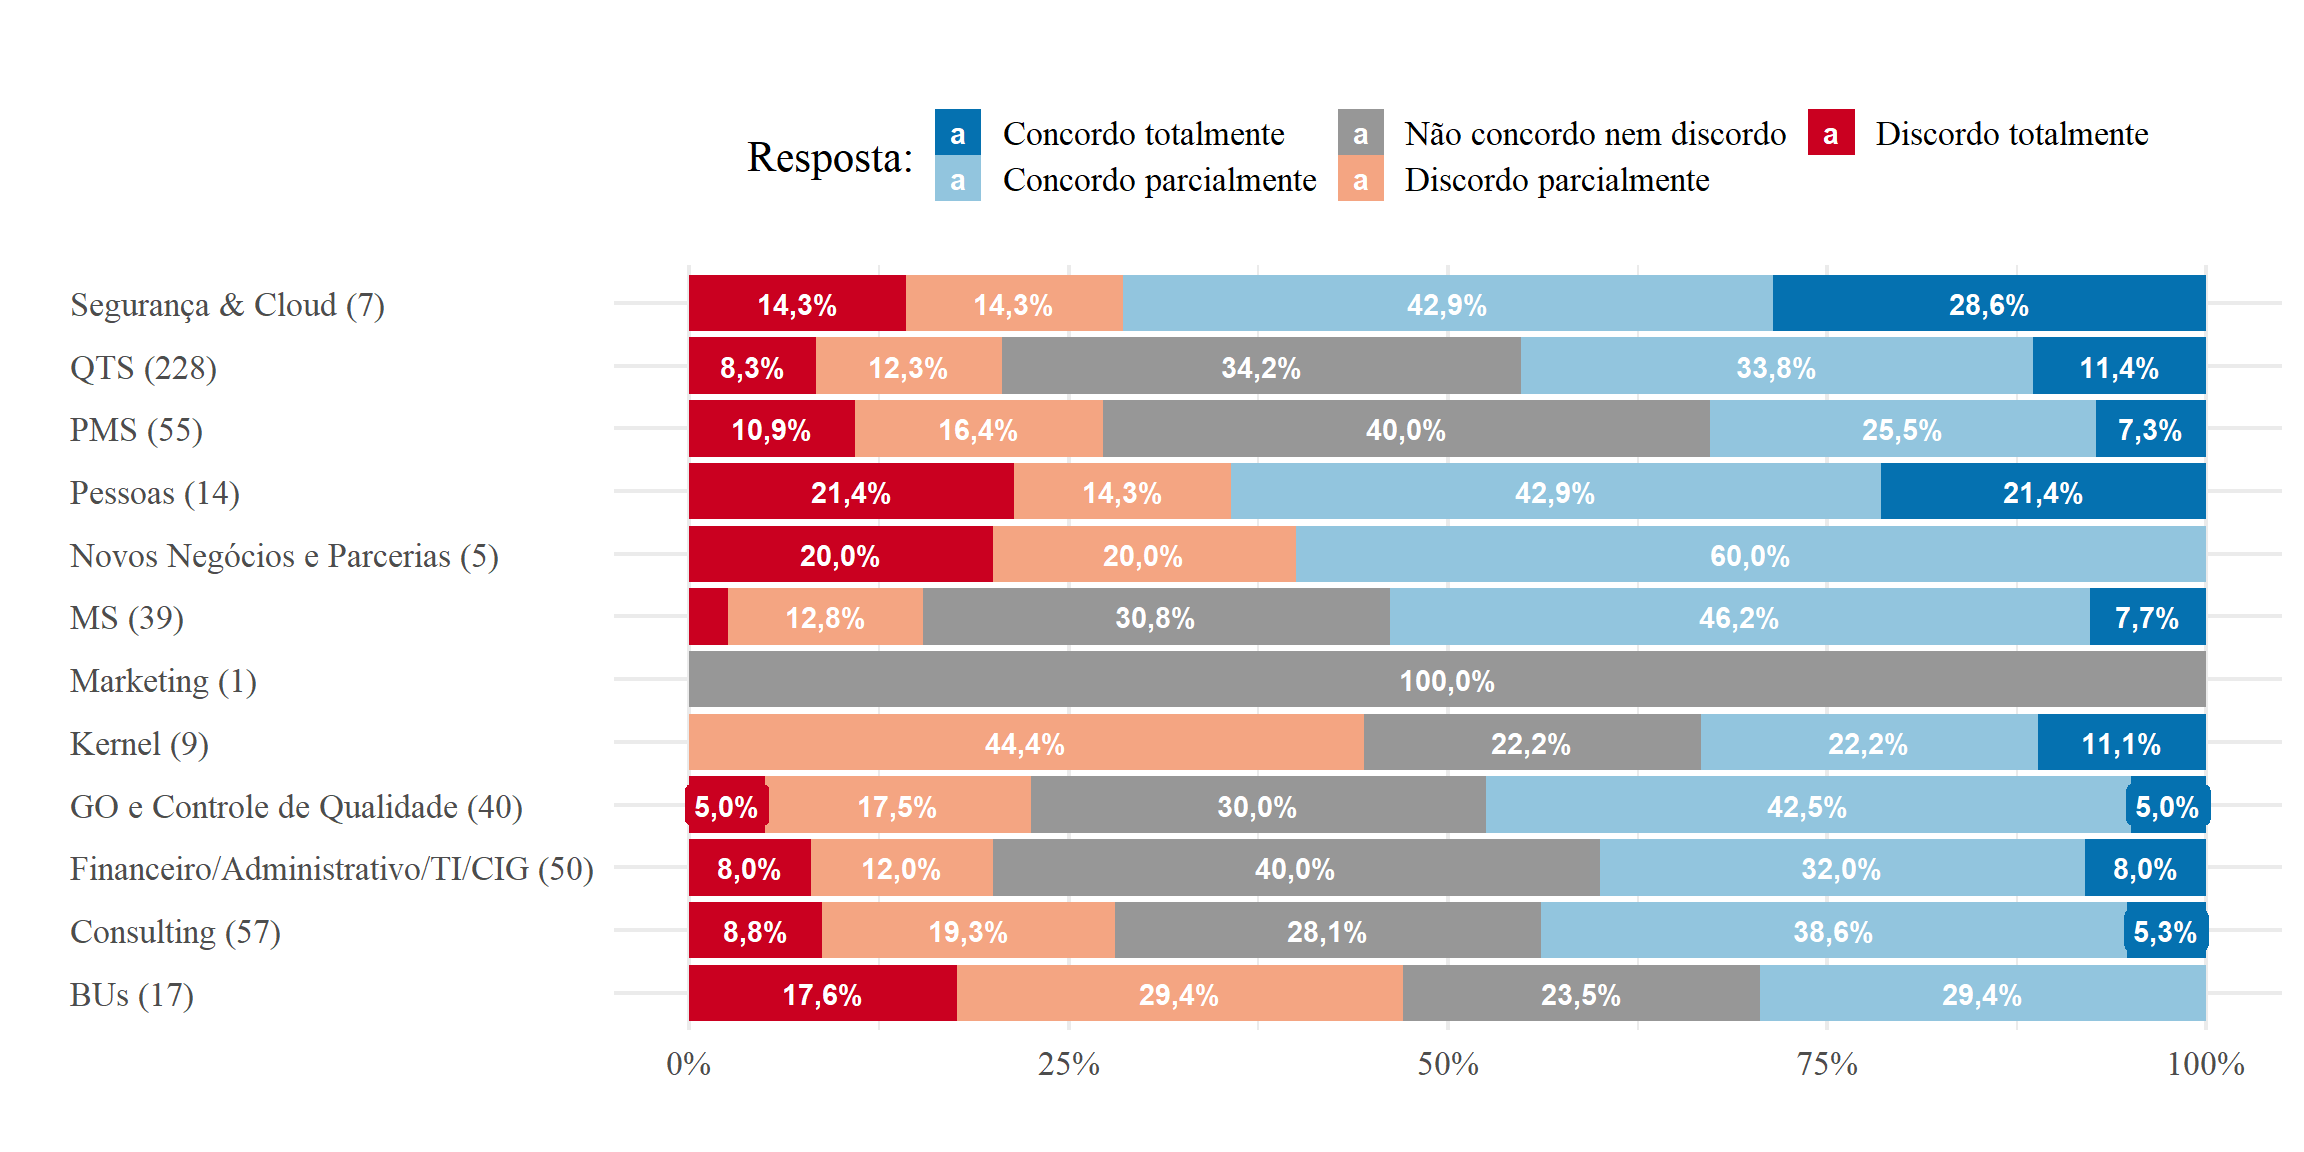 Resposta:
a Concordo totalmente a Não concordo nem discordo a Discordo totalmente
a Concordo parcialmente a Discordo parcialmente
Segurança & Cloud (7) 14,3% 14,3% 42,9% 28,6%
QTS (228) 8,3% 12,3% 34,2% 33,8% 11,4%
PMS (55) 10,9% 16,4% 40,0% 25,5% 7,3%
Pessoas (14) 21,4% 14,3% 42,9% 21,4%
Novos Negócios e Parcerias (5) 20,0% 20,0% 60,0%
MS (39) 12,8% 30,8% 46,2% 7,7%
Marketing (1) 100,0%
Kernel (9) 44,4% 22,2% 22,2% 11,1%
GO e Controle de Qualidade (40) 5,0% 17,5% 30,0% 42,5% 5,0%
Financeiro/Administrativo/TI/CIG (50) 8,0% 12,0% 40,0% 32,0% 8,0%
Consulting (57) 8,8% 19,3% 28,1% 38,6% 5,3%
BUs (17) 17,6% 29,4% 23,5% 29,4%
0% 25% 50% 75% 100%